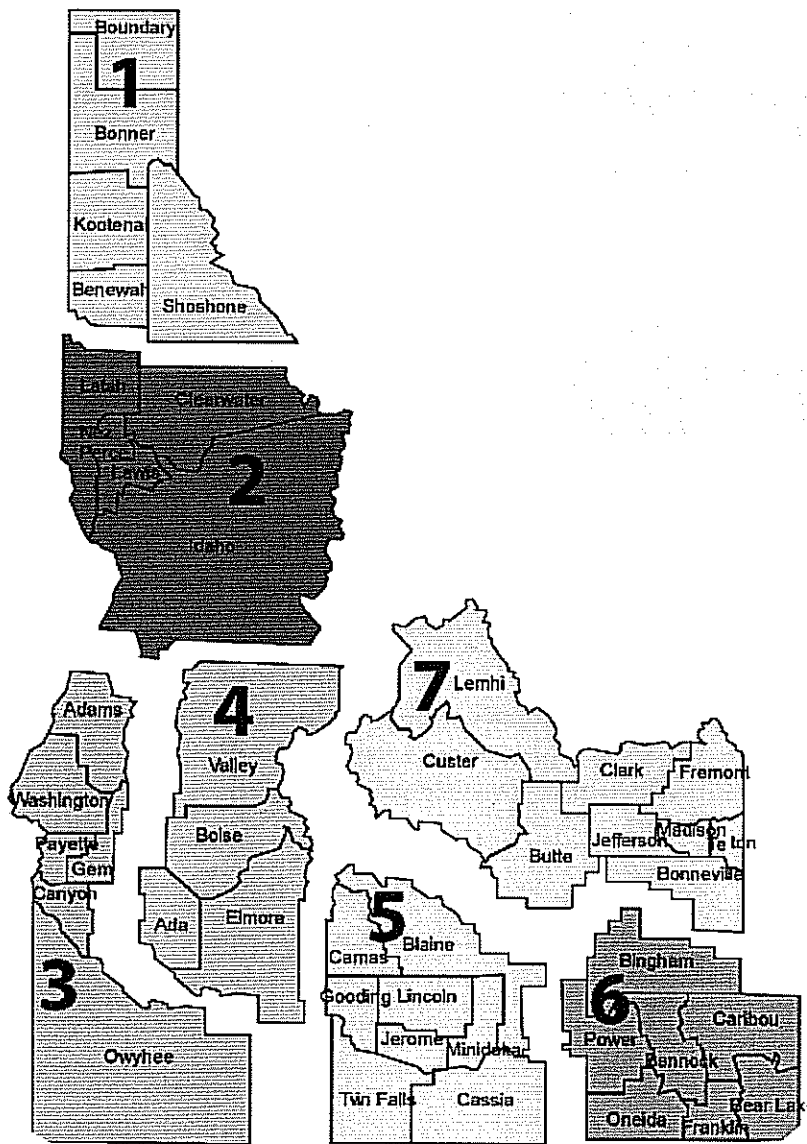 Boundary
1
Bonner
Kootenai
Benewah
Shoshone
Latah
Clearwater
Nez
Perce
Lewis
2
Idaho
Adams
4
Valley
7
Lemhi
Custer
Clark
Fremont
Washington
Boise
Madison
Teton
Payette
Jefferson
Butte
Gem
Bonneville
Canyon
Ada
Elmore
5
Blaine
Camas
Bingham
3
Gooding
Lincoln
6
Caribou
Power
Jerome
Minidoka
Bannock
Owyhee
Twin Falls
Cassia
Bear Lak
Oneida
Franklin